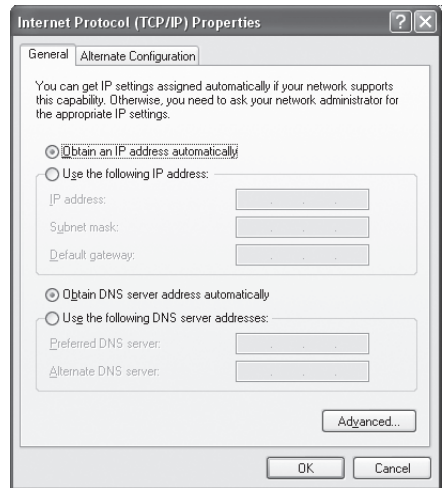 Internet Protocol (TCP/IP) Properties
General
Alternate Configuration
You can get IP settings assigned automatically if your network supports
this capability. Otherwise, you need to ask your network administrator for
the appropriate IP settings.
Obtain an IP address automatically
Use the following IP address:
IP address:
Subnet mask:
Default gateway:
Obtain DNS server address automatically
Use the following DNS server addresses:
Preferred DNS server:
Alternate DNS server:
Advanced...
OK
Cancel